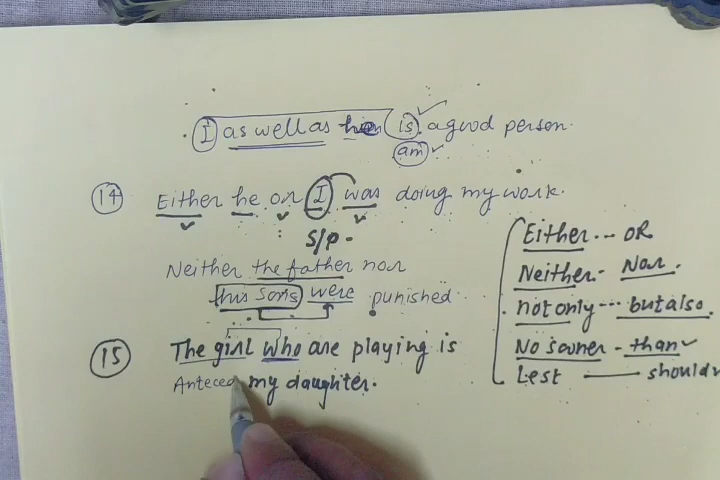 I as well as he is a good person.
am
14 Either he or I was doing my work.
S/P.
Neither the father nor
his sons were punished.
15 The girl who are playing is
Anteced my daughter.
Either... OR
Neither- Nor.
not only... but also.
No sooner - than
Lest —— should